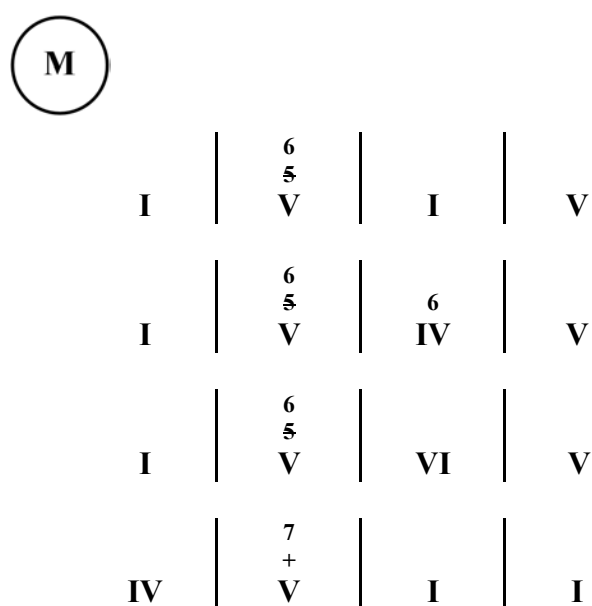 M
6
5̶
I | V | I | V
6
5̶ 6
I | V | IV | V
6
5̶
I | V | VI | V
7
+
IV | V | I | I